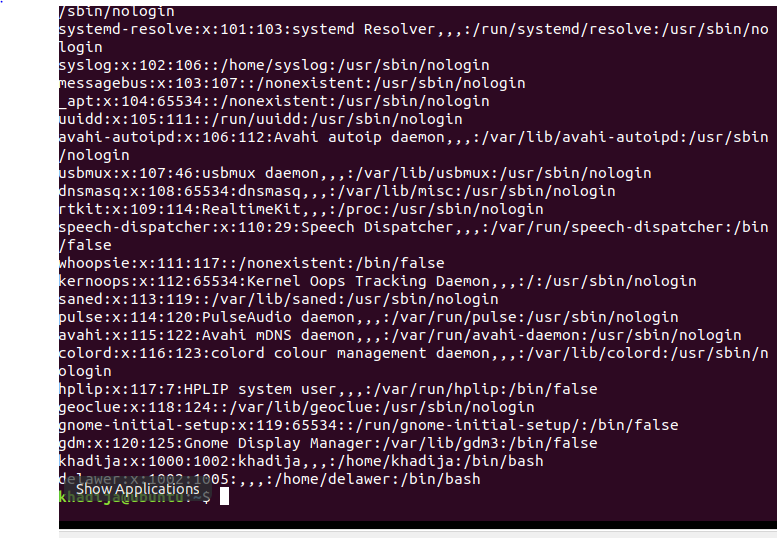 /sbin/nologin
systemd-resolve:x:101:103:systemd Resolver,,,:/run/systemd/resolve:/usr/sbin/no
login
syslog:x:102:106::/home/syslog:/usr/sbin/nologin
messagebus:x:103:107::/nonexistent:/usr/sbin/nologin
_apt:x:104:65534::/nonexistent:/usr/sbin/nologin
uuidd:x:105:111::/run/uuidd:/usr/sbin/nologin
avahi-autoipd:x:106:112:Avahi autoip daemon,,,:/var/lib/avahi-autoipd:/usr/sbin
/nologin
usbmux:x:107:46:usbmux daemon,,,:/var/lib/usbmux:/usr/sbin/nologin
dnsmasq:x:108:65534:dnsmasq,,,:/var/lib/misc:/usr/sbin/nologin
rtkit:x:109:114:RealtimeKit,,,:/proc:/usr/sbin/nologin
speech-dispatcher:x:110:29:Speech Dispatcher,,,:/var/run/speech-dispatcher:/bin
/false
whoopsie:x:111:117::/nonexistent:/bin/false
kernoops:x:112:65534:Kernel Oops Tracking Daemon,,,:/:/usr/sbin/nologin
saned:x:113:119::/var/lib/saned:/usr/sbin/nologin
pulse:x:114:120:PulseAudio daemon,,,:/var/run/pulse:/usr/sbin/nologin
avahi:x:115:122:Avahi mDNS daemon,,,:/var/run/avahi-daemon:/usr/sbin/nologin
colord:x:116:123:colord colour management daemon,,,:/var/lib/colord:/usr/sbin/n
ologin
hplip:x:117:7:HPLIP system user,,,:/var/run/hplip:/bin/false
geoclue:x:118:124::/var/lib/geoclue:/usr/sbin/nologin
gnome-initial-setup:x:119:65534::/run/gnome-initial-setup/:/bin/false
gdm:x:120:125:Gnome Display Manager:/var/lib/gdm3:/bin/false
khadija:x:1000:1002:khadija,,,:/home/khadija:/bin/bash
delawer:x:1002:1005:,,,:/home/delawer:/bin/bash
Show Applications
khadija@ubuntu:~$